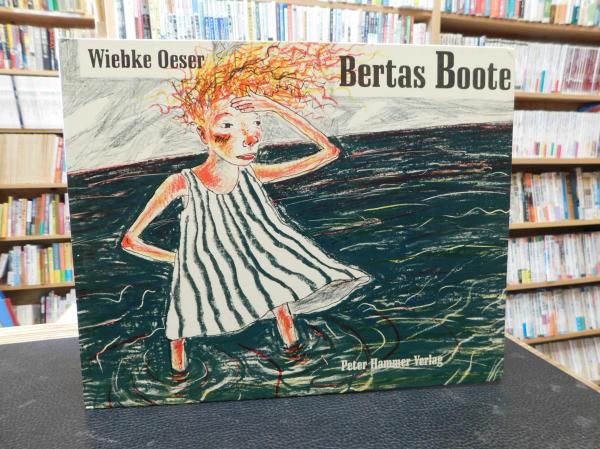 Wiebke Oeser
Bertas Boote
Peter Hammer Verlag